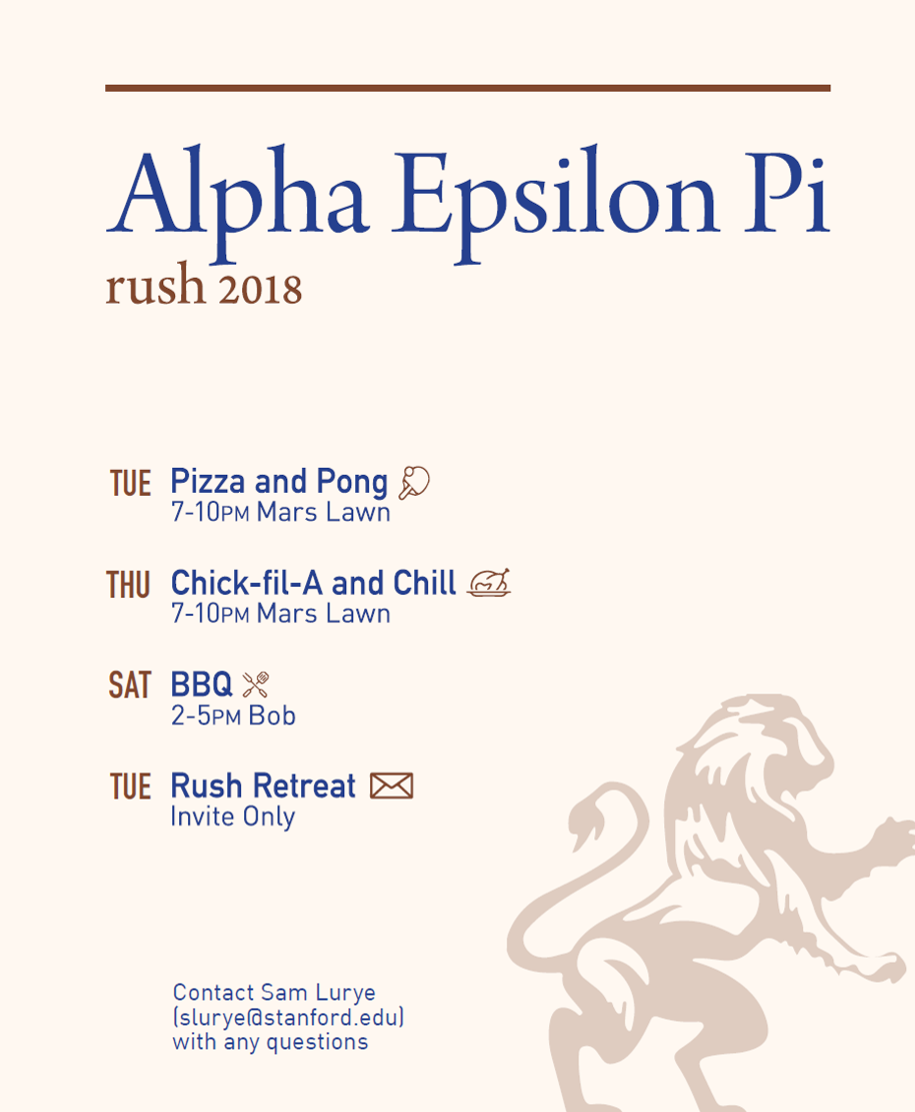 Alpha Epsilon Pi
rush 2018
TUE Pizza and Pong
7-10PM Mars Lawn
THU Chick-fil-A and Chill
7-10PM Mars Lawn
SAT BBQ
2-5PM Bob
TUE Rush Retreat
Invite Only
Contact Sam Lurye
(slurye@stanford.edu)
with any questions